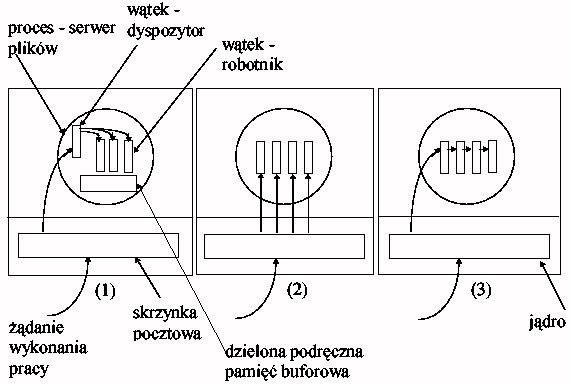 proces - serwer
plików
wątek -
dyspozytor
wątek -
robotnik
(1)
(2)
(3)
żądanie
wykonania
pracy
skrzynka
pocztowa
dzielona podręczna
pamięć buforowa
jądro